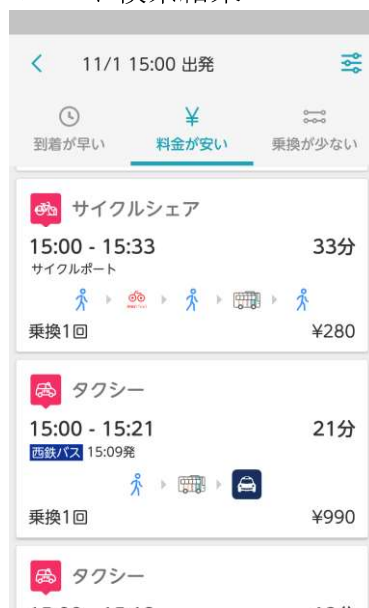 11/1 15:00 出発
到着が早い
料金が安い
乗換が少ない
サイクルシェア
15:00 - 15:33 33分
サイクルポート
乗換1回 ¥280
タクシー
15:00 - 15:21 21分
西鉄バス 15:09発
乗換1回 ¥990
タクシー